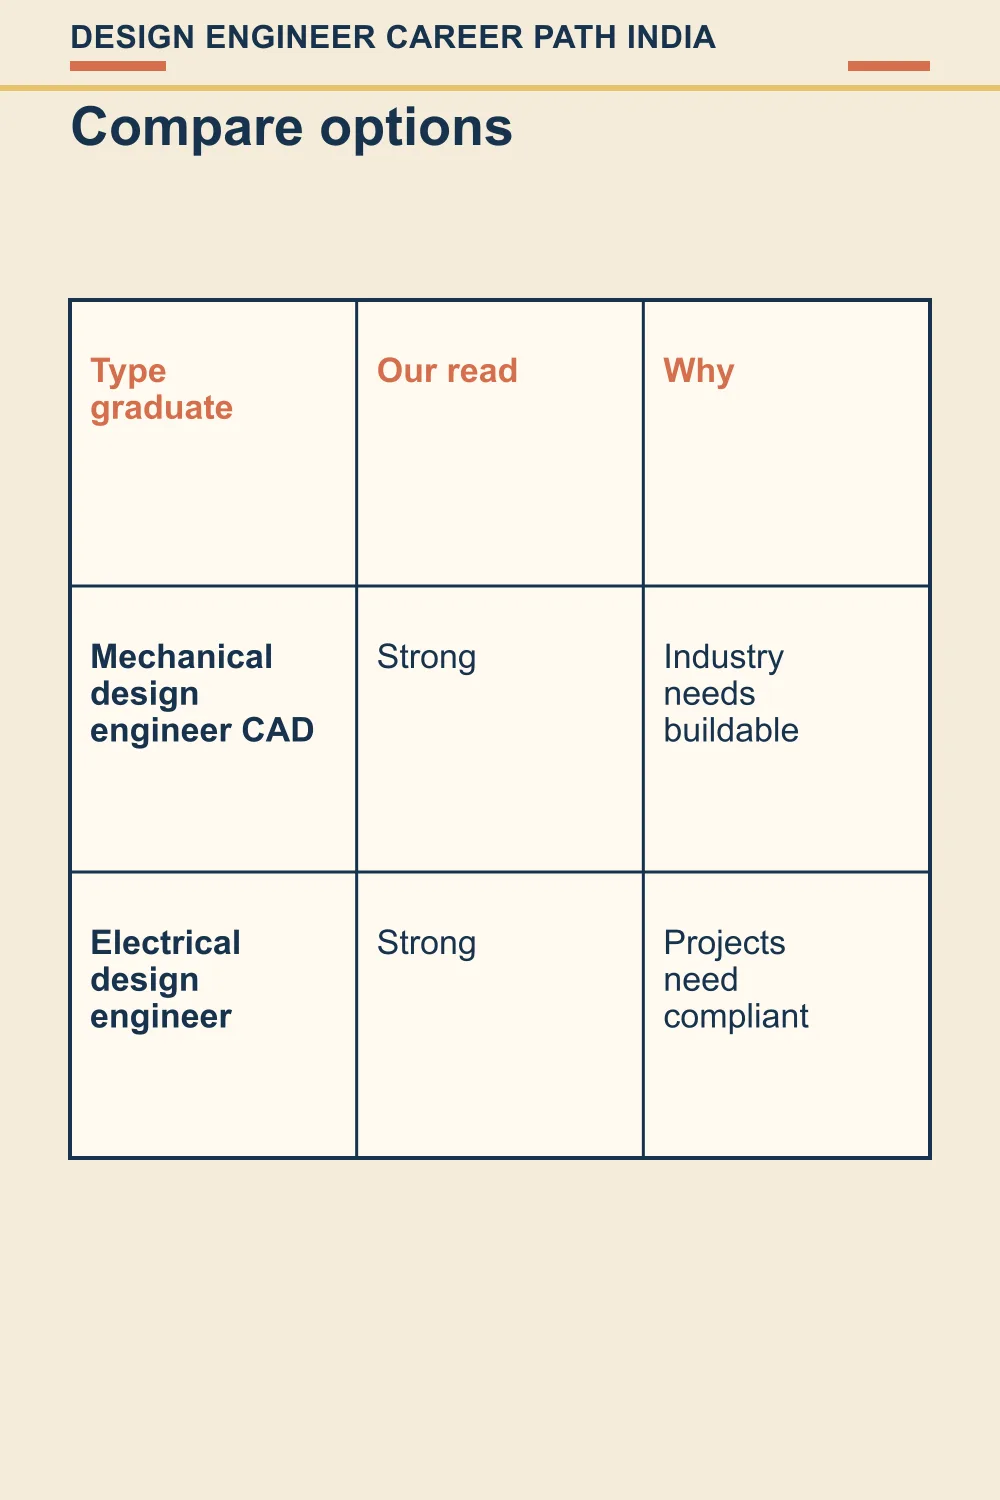 DESIGN ENGINEER CAREER PATH INDIA
Compare options
Type
graduate
Our read
Why
Mechanical
design
engineer CAD
Strong
Industry
needs
buildable
Electrical
design
engineer
Strong
Projects
need
compliant